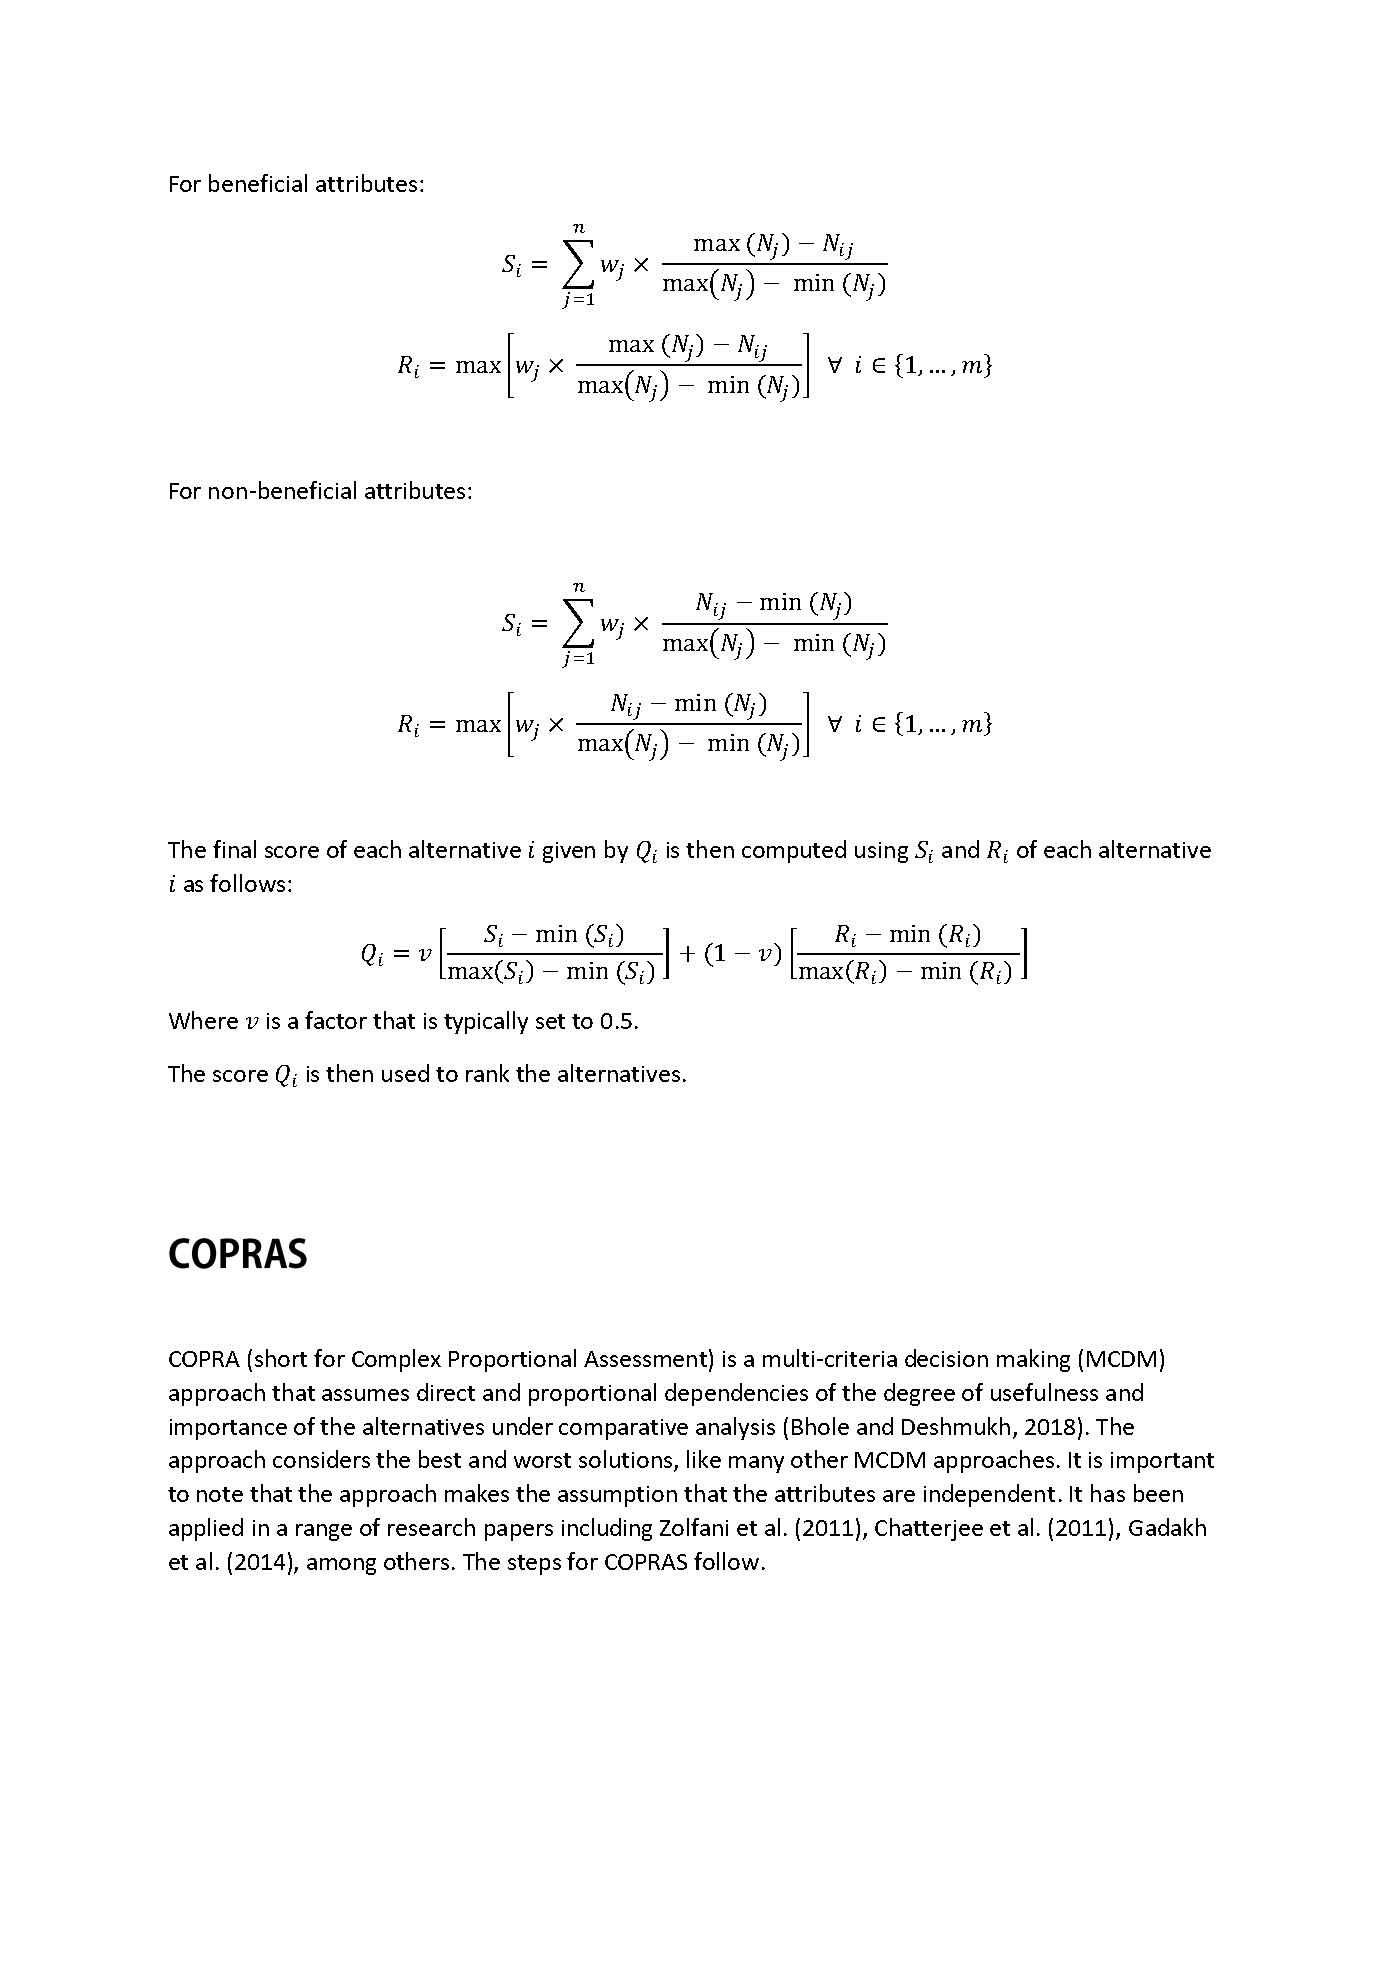 For beneficial attributes:
$S_i = \sum_{j=1}^{n} w_j \times \frac{\max (N_j) - N_{ij}}{\max(N_j) - \min (N_j)}$
$R_i = \max \left[ w_j \times \frac{\max (N_j) - N_{ij}}{\max(N_j) - \min (N_j)} \right] \forall \; i \in \{1, \ldots, m\}$
For non-beneficial attributes:
$S_i = \sum_{j=1}^{n} w_j \times \frac{N_{ij} - \min (N_j)}{\max(N_j) - \min (N_j)}$
$R_i = \max \left[ w_j \times \frac{N_{ij} - \min (N_j)}{\max(N_j) - \min (N_j)} \right] \forall \; i \in \{1, \ldots, m\}$
The final score of each alternative $i$ given by $Q_i$ is then computed using $S_i$ and $R_i$ of each alternative
$i$ as follows:
$Q_i = v \left[ \frac{S_i - \min (S_i)}{\max(S_i) - \min (S_i)} \right] + (1 - v) \left[ \frac{R_i - \min (R_i)}{\max(R_i) - \min (R_i)} \right]$
Where $v$ is a factor that is typically set to 0.5.
The score $Q_i$ is then used to rank the alternatives.
COPRAS
COPRA (short for Complex Proportional Assessment) is a multi-criteria decision making (MCDM)
approach that assumes direct and proportional dependencies of the degree of usefulness and
importance of the alternatives under comparative analysis (Bhole and Deshmukh, 2018). The
approach considers the best and worst solutions, like many other MCDM approaches. It is important
to note that the approach makes the assumption that the attributes are independent. It has been
applied in a range of research papers including Zolfani et al. (2011), Chatterjee et al. (2011), Gadakh
et al. (2014), among others. The steps for COPRAS follow.